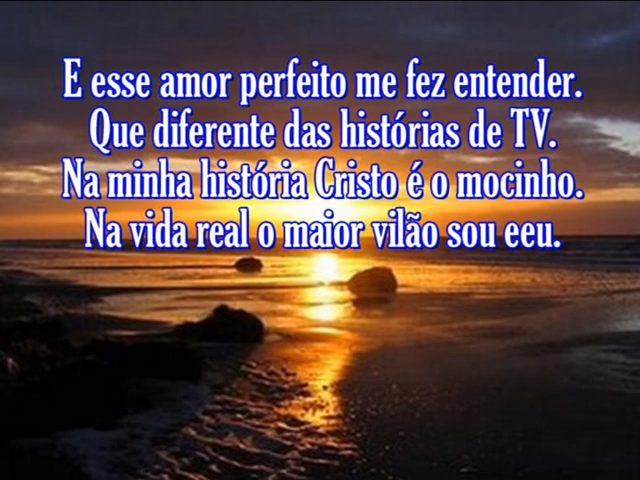 E esse amor perfeito me fez entender.
Que diferente das histórias de TV.
Na minha história Cristo é o mocinho.
Na vida real o maior vilão sou eeu.